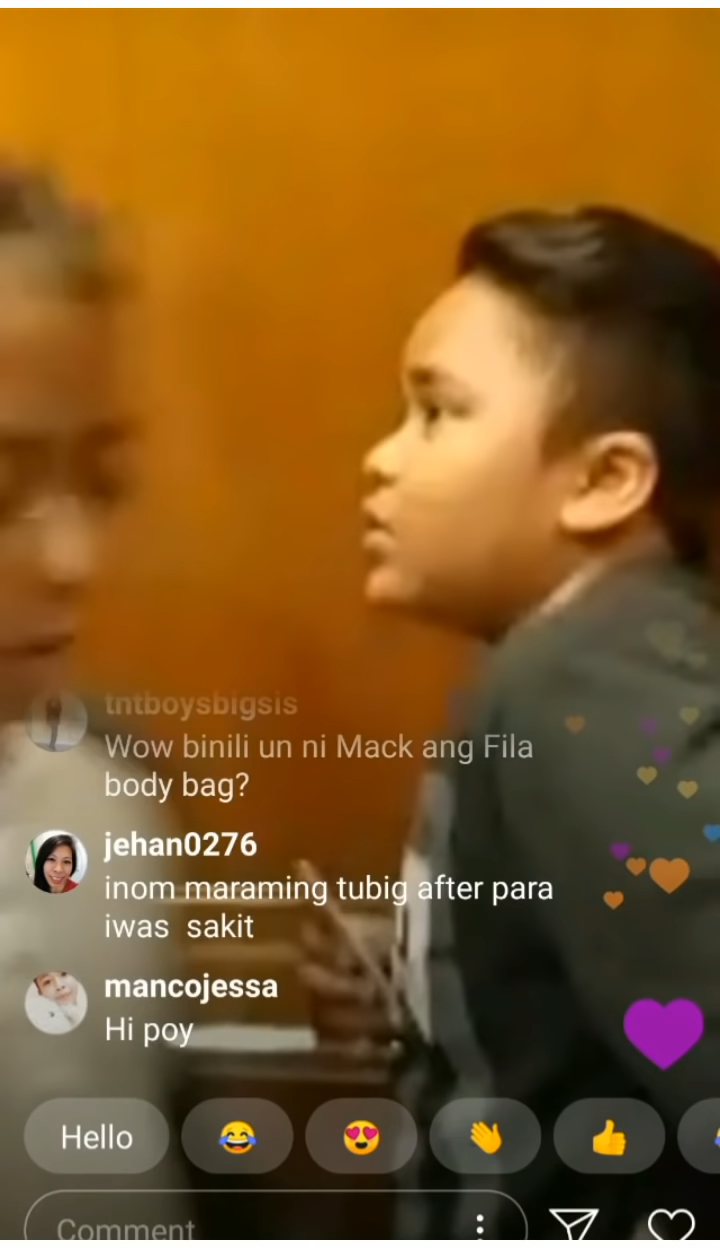 tntboysbigsis
Wow binili un ni Mack ang Fila
body bag?
jehan0276
inom maraming tubig after para
iwas  sakit
mancojessa
Hi poy
Hello
Comment